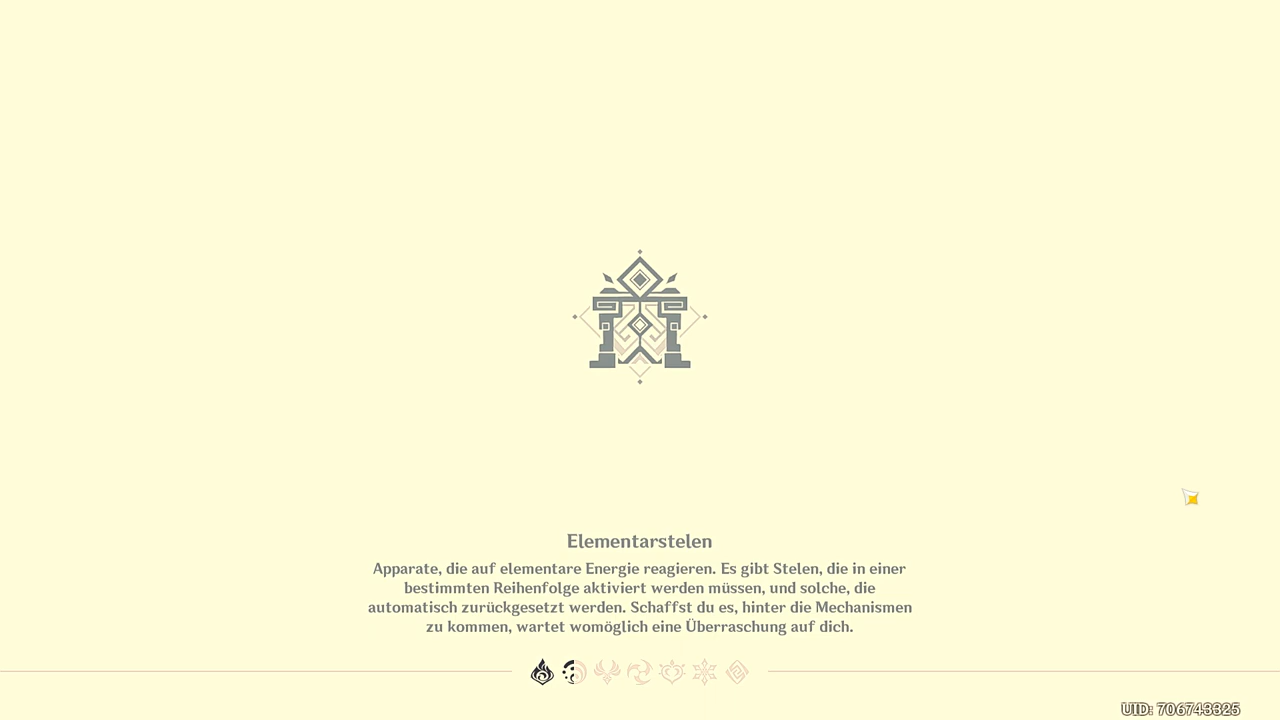 Elementarstelen
Apparate, die auf elementare Energie reagieren. Es gibt Stelen, die in einer
bestimmten Reihenfolge aktiviert werden müssen, und solche, die
automatisch zurückgesetzt werden. Schaffst du es, hinter die Mechanismen
zu kommen, wartet womöglich eine Überraschung auf dich.
UID: 706743325